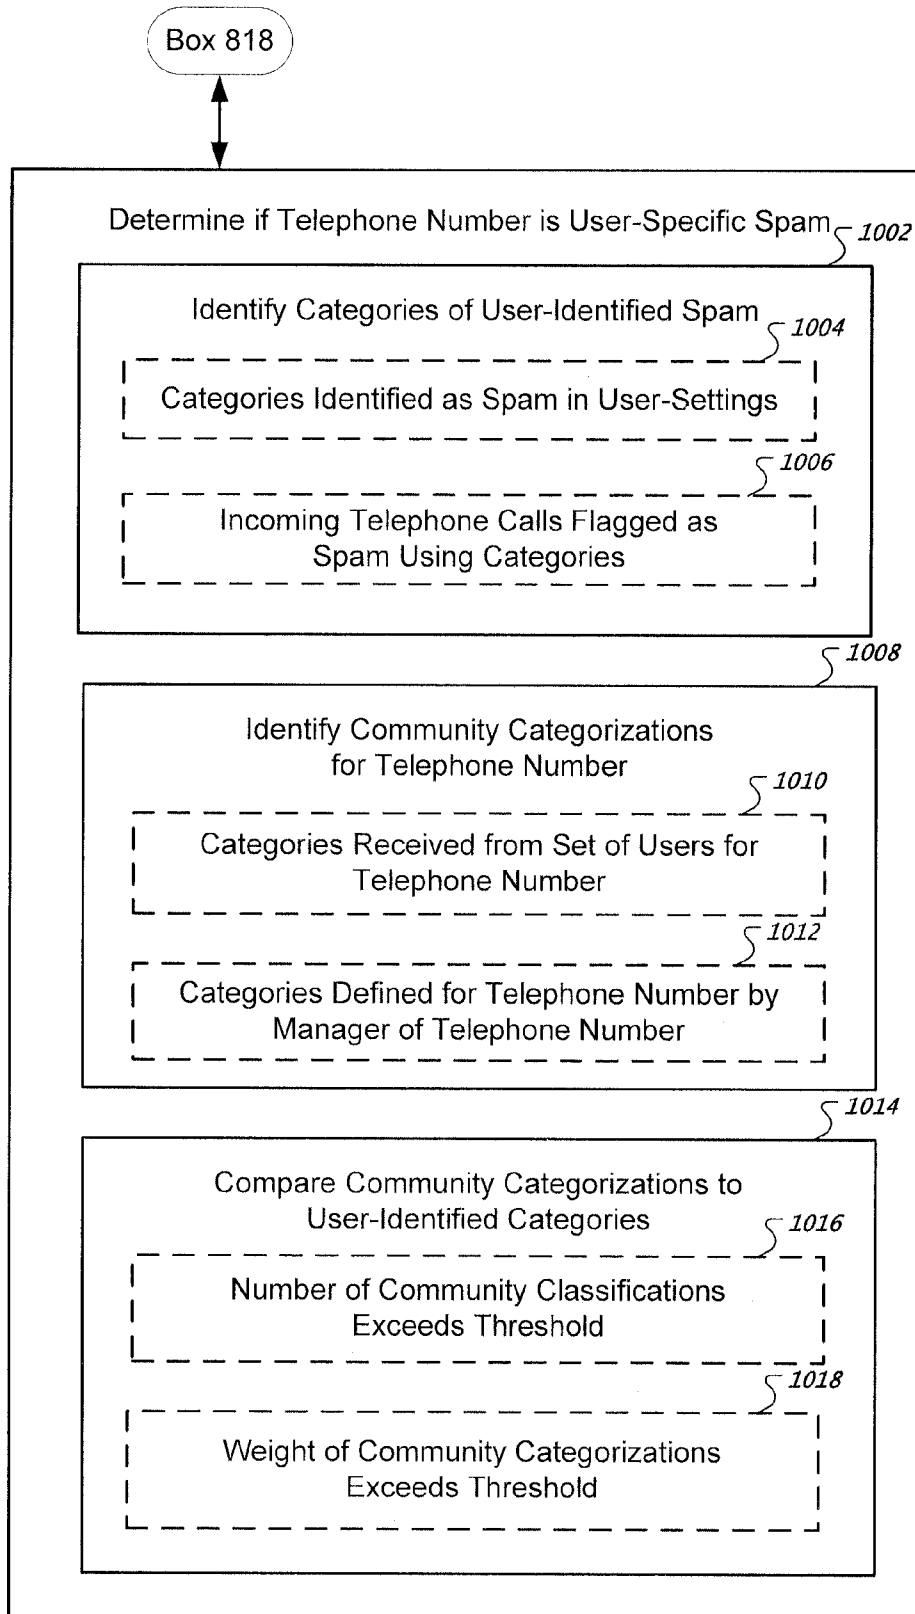 Box 818
Determine if Telephone Number is User-Specific Spam
1002
Identify Categories of User-Identified Spam
1004
Categories Identified as Spam in User-Settings
1006
Incoming Telephone Calls Flagged as
Spam Using Categories
1008
Identify Community Categorizations
for Telephone Number
1010
Categories Received from Set of Users for
Telephone Number
1012
Categories Defined for Telephone Number by
Manager of Telephone Number
1014
Compare Community Categorizations to
User-Identified Categories
1016
Number of Community Classifications
Exceeds Threshold
1018
Weight of Community Categorizations
Exceeds Threshold